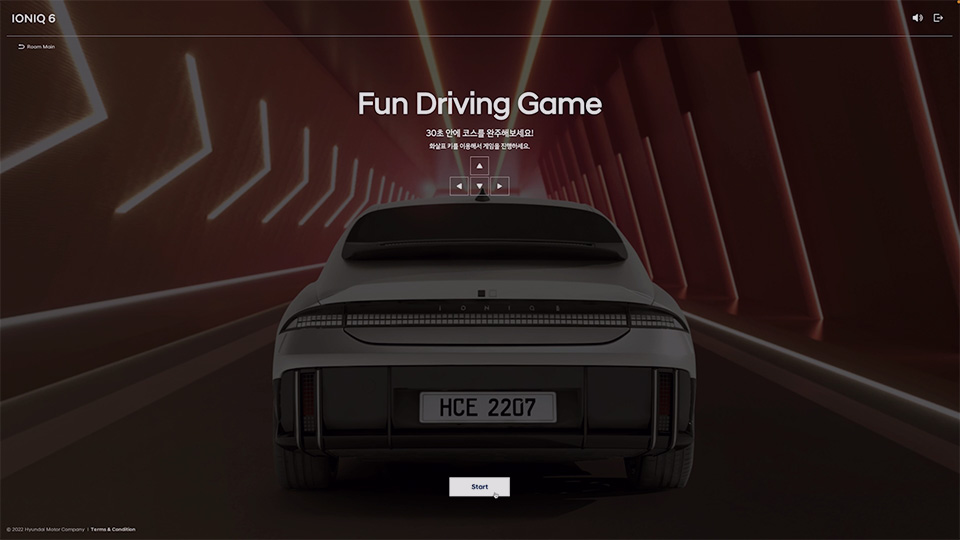 IONIQ 6
Room Main
Fun Driving Game
30초 안에 코스를 완주해보세요!
화살표 키를 이용해서 게임을 진행하세요.
IONIQ 6
HCE 2207
Start
© 2022 Hyundai Motor Company | Terms & Condition